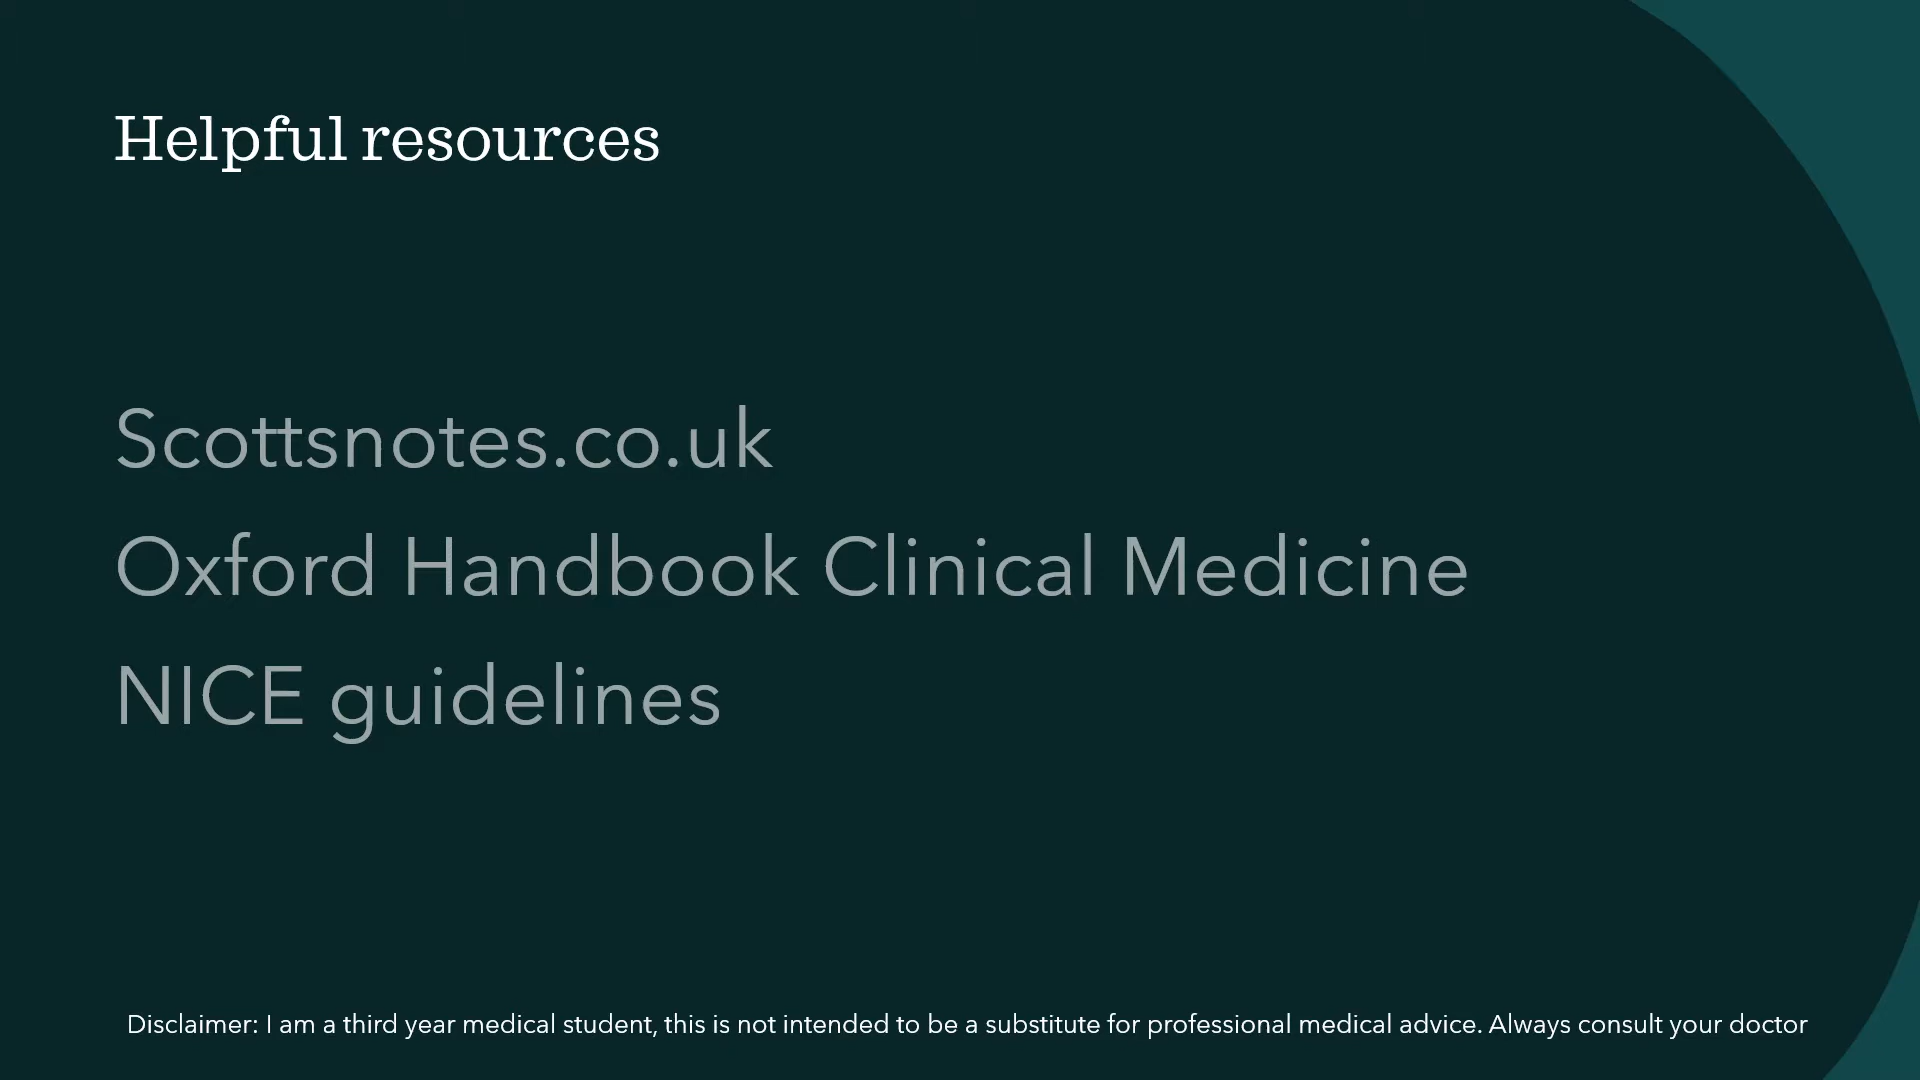 Helpful resources
Scottsnotes.co.uk
Oxford Handbook Clinical Medicine
NICE guidelines
Disclaimer: I am a third year medical student, this is not intended to be a substitute for professional medical advice. Always consult your doctor